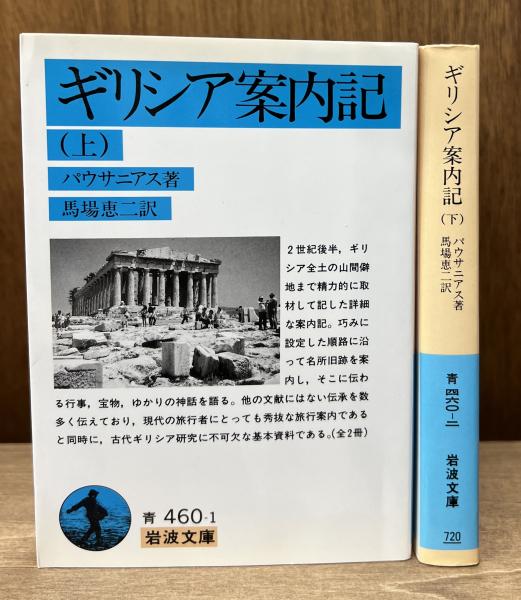 ギリシア案内記
(上)
パウサニアス著
馬場恵二訳
2世紀後半，ギリ
シア全土の山間僻
地まで精力的に取
材して記した詳細
な案内記。巧みに
設定した順路に沿
って名所旧跡を案
内し，そこに伝わ
る行事，宝物，ゆかりの神話を語る。他の文献にはない伝承を数
多く伝えており，現代の旅行者にとっても秀抜な旅行案内である
と同時に，古代ギリシア研究に不可欠な基本資料である。(全2冊)
青 460-1
岩波文庫
ギリシア案内記(下)
パウサニアス著
馬場恵二訳
青四六〇-二
岩波文庫
720